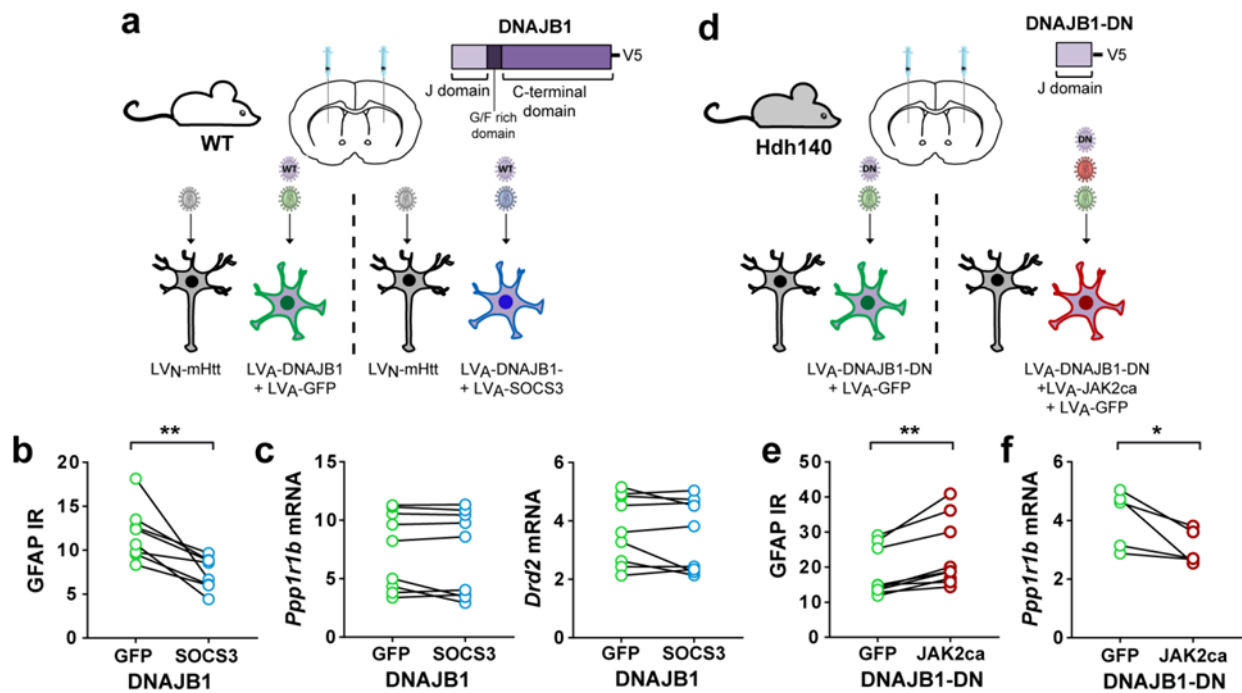 a
DNAJB1
V5
J domain
C-terminal
domain
G/F rich
domain
WT
WT
WT
LVN-mHtt
LVA-DNAJB1
+ LVA-GFP
LVN-mHtt
LVA-DNAJB1-
+ LVA-SOCS3
d
DNAJB1-DN
V5
J domain
Hdh140
DN
DN
LVA-DNAJB1-DN
+ LVA-GFP
LVA-DNAJB1-DN
+LVA-JAK2ca
+ LVA-GFP
b
**
GFAP IR
20
15
10
5
0
GFP SOCS3
DNAJB1
c
Ppp1r1b mRNA
15
10
5
0
GFP SOCS3
DNAJB1
Drd2 mRNA
6
4
2
0
GFP SOCS3
DNAJB1
e
**
GFAP IR
50
40
30
20
10
0
GFP JAK2ca
DNAJB1-DN
f
*
Ppp1r1b mRNA
6
4
2
0
GFP JAK2ca
DNAJB1-DN